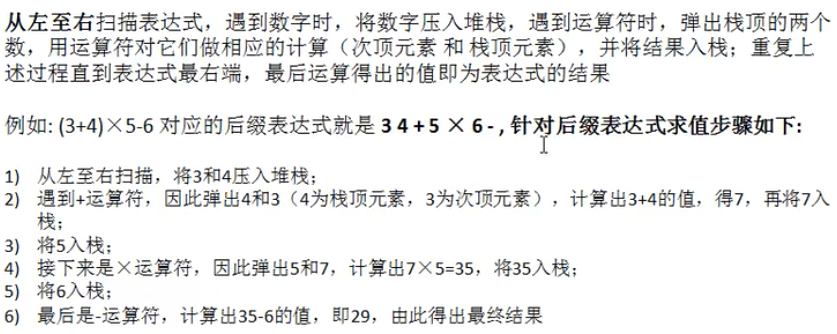 从左至右扫描表达式，遇到数字时，将数字压入堆栈，遇到运算符时，弹出栈顶的两个
数，用运算符对它们做相应的计算（次顶元素 和 栈顶元素），并将结果入栈；重复上
述过程直到表达式最右端，最后运算得出的值即为表达式的结果
例如: (3+4)×5-6 对应的后缀表达式就是 3 4 + 5 × 6 - , 针对后缀表达式求值步骤如下:
1) 从左至右扫描，将3和4压入堆栈；
2) 遇到+运算符，因此弹出4和3（4为栈顶元素，3为次顶元素），计算出3+4的值，得7，再将7入
栈；
3) 将5入栈；
4) 接下来是×运算符，因此弹出5和7，计算出7×5=35，将35入栈；
5) 将6入栈；
6) 最后是-运算符，计算出35-6的值，即29，由此得出最终结果